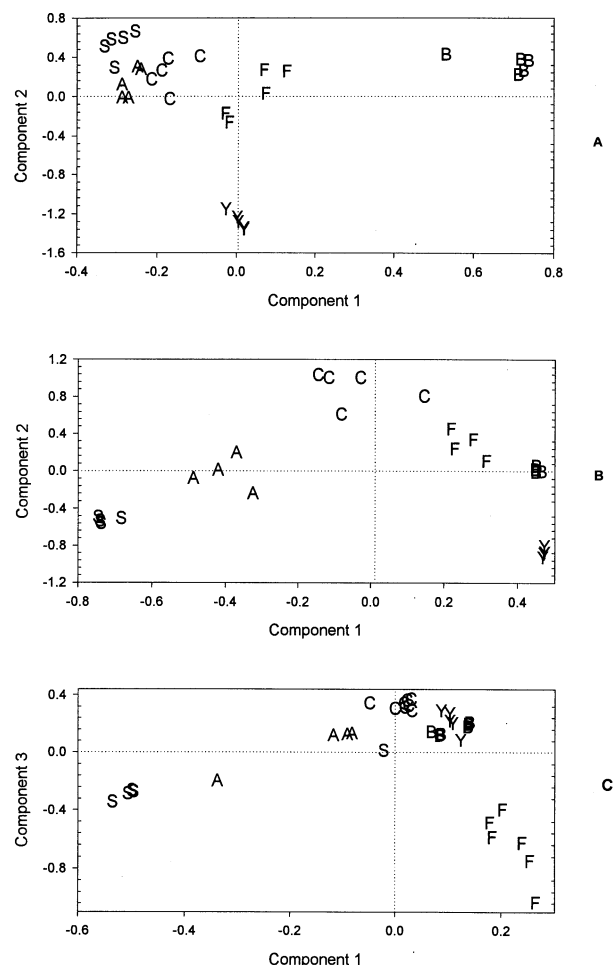 0.8
0.4
0.0
-0.4
-0.8
-1.2
-1.6
Component 2
S S S S S
A A A A A
C C C C C
F F F F F
B B B B B
Y Y Y Y
-0.4 -0.2 0.0 0.2 0.4 0.6 0.8
Component 1
A
1.2
0.8
0.4
0.0
-0.4
-0.8
-1.2
Component 2
S
A A A A
C C C C C
F F F F
B B
Y Y
-0.8 -0.6 -0.4 -0.2 0.0 0.2 0.4
Component 1
B
0.4
0.0
-0.4
-0.8
Component 3
S S S S
A A A A
C C C
B B B
Y Y Y Y
F F F F F F
-0.6 -0.4 -0.2 0.0 0.2
Component 1
C